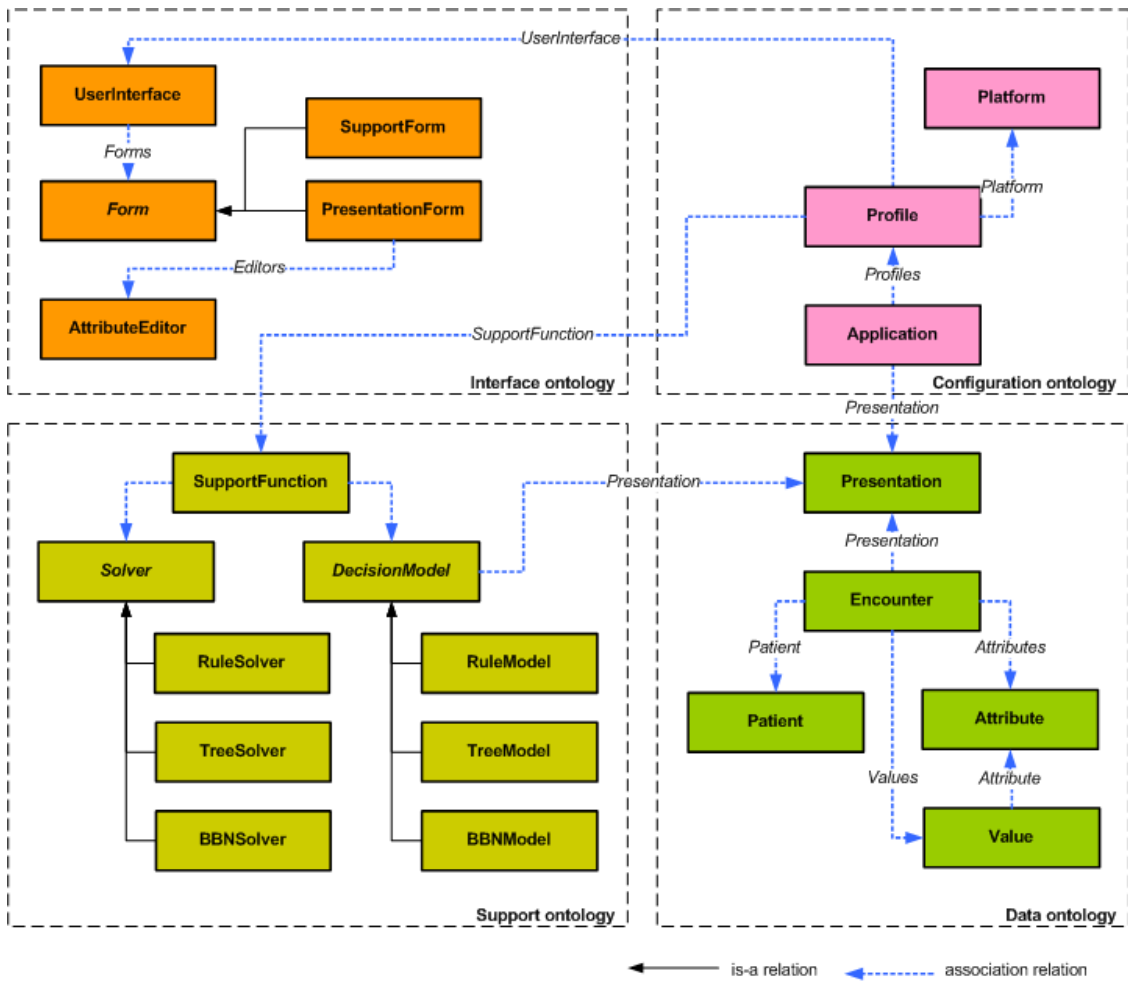 UserInterface
UserInterface
Forms
SupportForm
Form
PresentationForm
Editors
AttributeEditor
Interface ontology
Platform
Platform
Profile
Profiles
Application
SupportFunction
Configuration ontology
Presentation
SupportFunction
Solver
DecisionModel
RuleSolver
RuleModel
TreeSolver
TreeModel
BBNSolver
BBNModel
Support ontology
Presentation
Presentation
Presentation
Encounter
Patient
Attributes
Patient
Attribute
Values
Attribute
Value
Data ontology
is-a relation
association relation